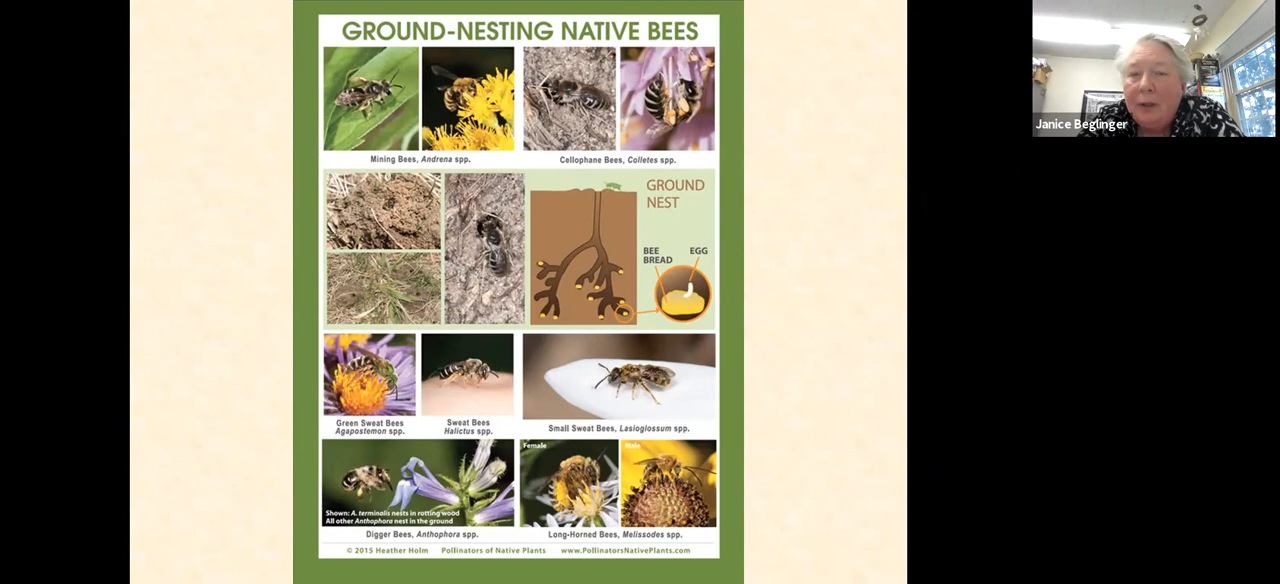 GROUND-NESTING NATIVE BEES
Mining Bees, Andrena spp.
Cellophane Bees, Colletes spp.
GROUND
NEST
BEE
BREAD
EGG
Green Sweat Bees
Agapostemon spp.
Sweat Bees
Halictus spp.
Small Sweat Bees, Lasioglossum spp.
Shown: A. terminalis nests in rotting wood
All other Anthophora nest in the ground
Female
Male
Digger Bees, Anthophora spp.
Long-Horned Bees, Melissodes spp.
© 2015 Heather Holm Pollinators of Native Plants www.PollinatorsNativePlants.com
Janice Beglinger